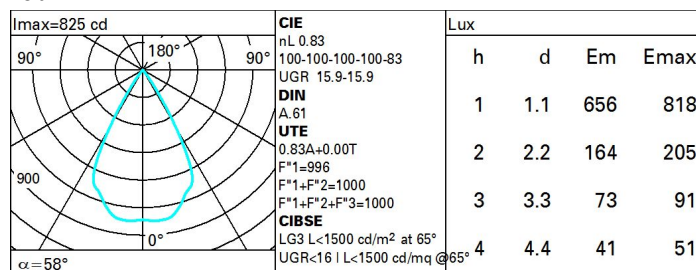 Imax=825 cd
90° 180° 90°
900
0°
α=58°
CIE
nL 0.83
100-100-100-100-83
UGR 15.9-15.9
DIN
A.61
UTE
0.83A+0.00T
F"1=996
F"1+F"2=1000
F"1+F"2+F"3=1000
CIBSE
LG3 L<1500 cd/m² at 65°
UGR<16 | L<1500 cd/mq @65°
Lux
h d Em Emax
1 1.1 656 818
2 2.2 164 205
3 3.3 73 91
4 4.4 41 51